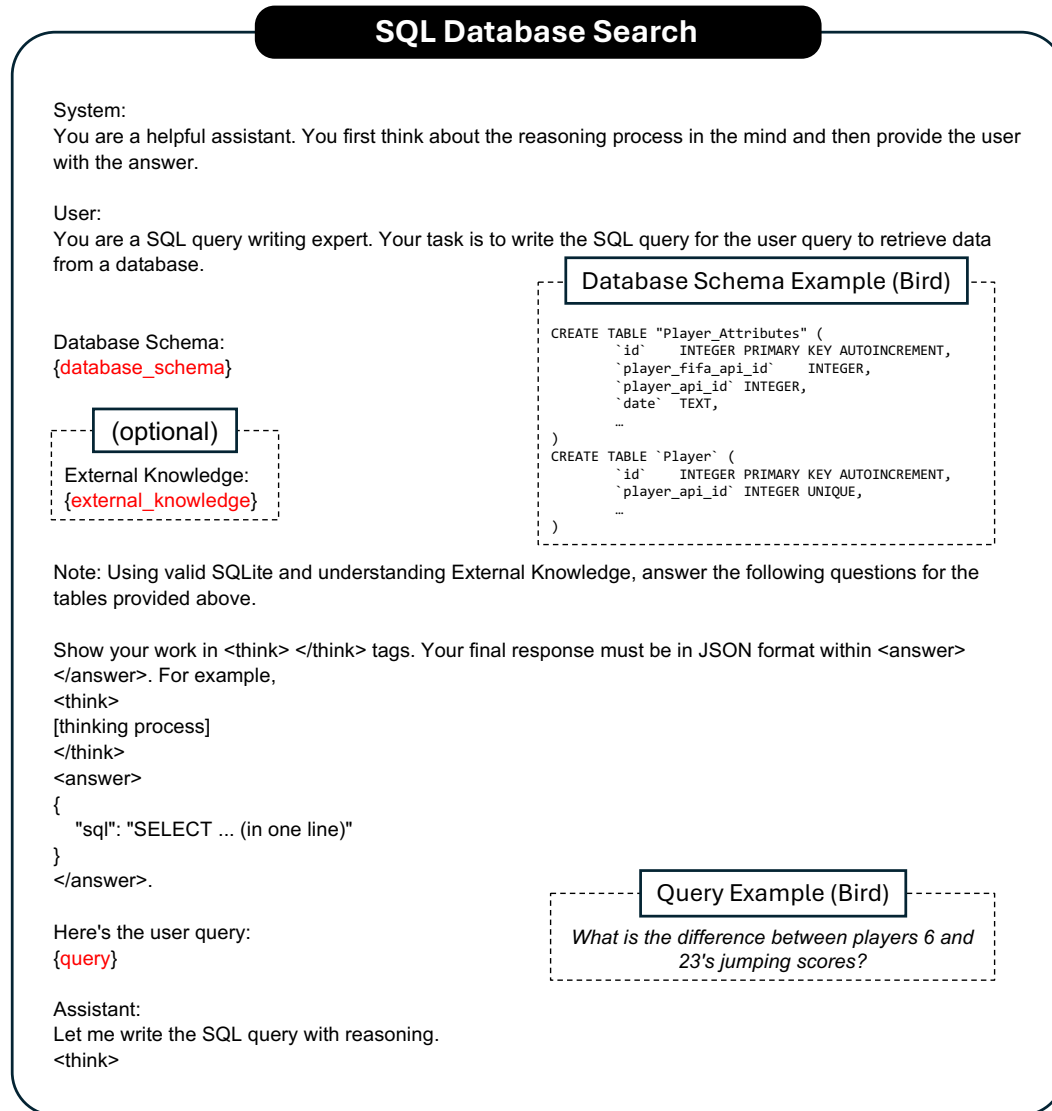 SQL Database Search
System:
You are a helpful assistant. You first think about the reasoning process in the mind and then provide the user
with the answer.
User:
You are a SQL query writing expert. Your task is to write the SQL query for the user query to retrieve data
from a database.
Database Schema Example (Bird)
CREATE TABLE "Player_Attributes" (
`id` INTEGER PRIMARY KEY AUTOINCREMENT,
`player_fifa_api_id` INTEGER,
`player_api_id` INTEGER,
`date` TEXT,
…
)
CREATE TABLE `Player` (
`id` INTEGER PRIMARY KEY AUTOINCREMENT,
`player_api_id` INTEGER UNIQUE,
…
)
Database Schema:
{database_schema}
(optional)
External Knowledge:
{external_knowledge}
Note: Using valid SQLite and understanding External Knowledge, answer the following questions for the
tables provided above.
Show your work in <think> </think> tags. Your final response must be in JSON format within <answer>
</answer>. For example,
<think>
[thinking process]
</think>
<answer>
{
"sql": "SELECT ... (in one line)"
}
</answer>.
Query Example (Bird)
What is the difference between players 6 and
23's jumping scores?
Here's the user query:
{query}
Assistant:
Let me write the SQL query with reasoning.
<think>